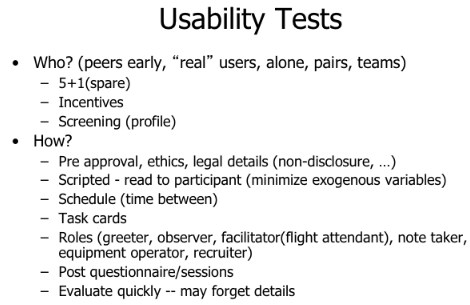 Usability Tests
• Who? (peers early, “real” users, alone, pairs, teams)
– 5+1(spare)
– Incentives
– Screening (profile)
• How?
– Pre approval, ethics, legal details (non-disclosure, …)
– Scripted - read to participant (minimize exogenous variables)
– Schedule (time between)
– Task cards
– Roles (greeter, observer, facilitator(flight attendant), note taker,
equipment operator, recruiter)
– Post questionnaire/sessions
– Evaluate quickly -- may forget details